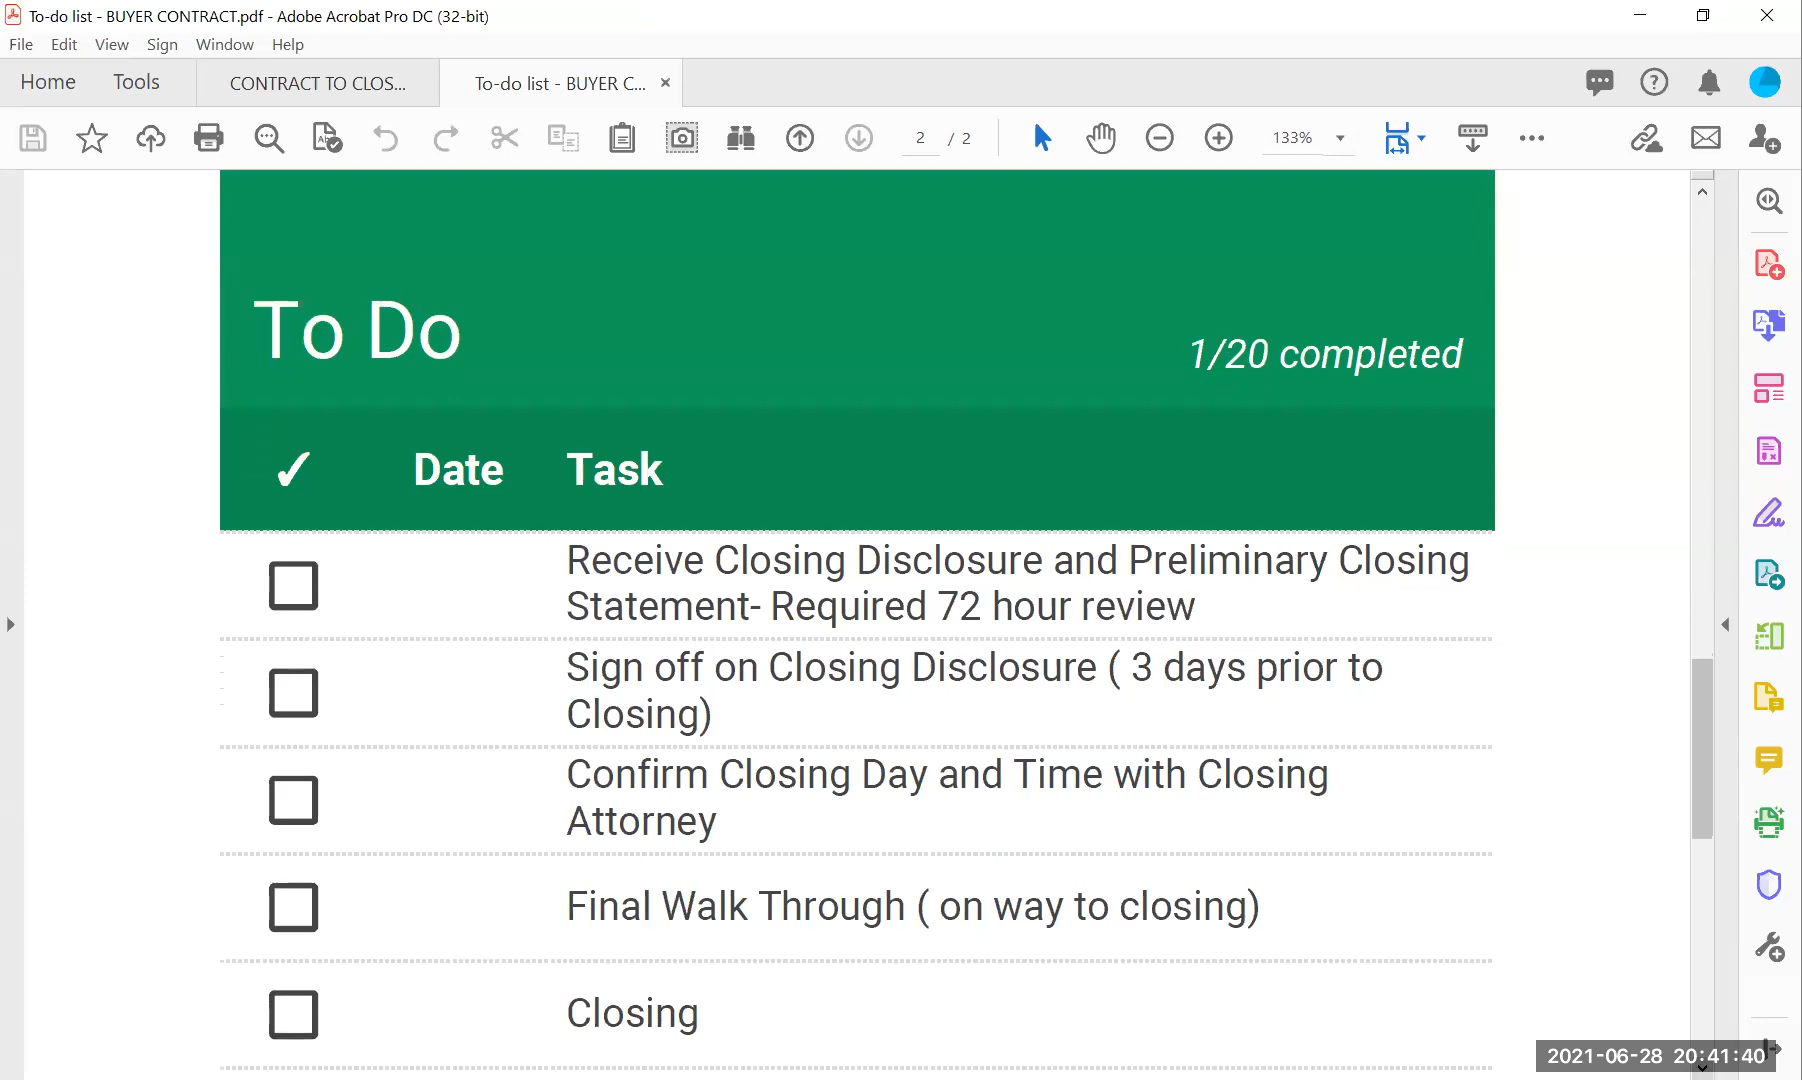 To-do list - BUYER CONTRACT.pdf - Adobe Acrobat Pro DC (32-bit)
File Edit View Sign Window Help
Home Tools CONTRACT TO CLOS... To-do list - BUYER C... ×
2 / 2 133%
To Do
1/20 completed
✓ Date Task
Receive Closing Disclosure and Preliminary Closing
Statement- Required 72 hour review
Sign off on Closing Disclosure ( 3 days prior to
Closing)
Confirm Closing Day and Time with Closing
Attorney
Final Walk Through ( on way to closing)
Closing
2021-06-28 20:41:40